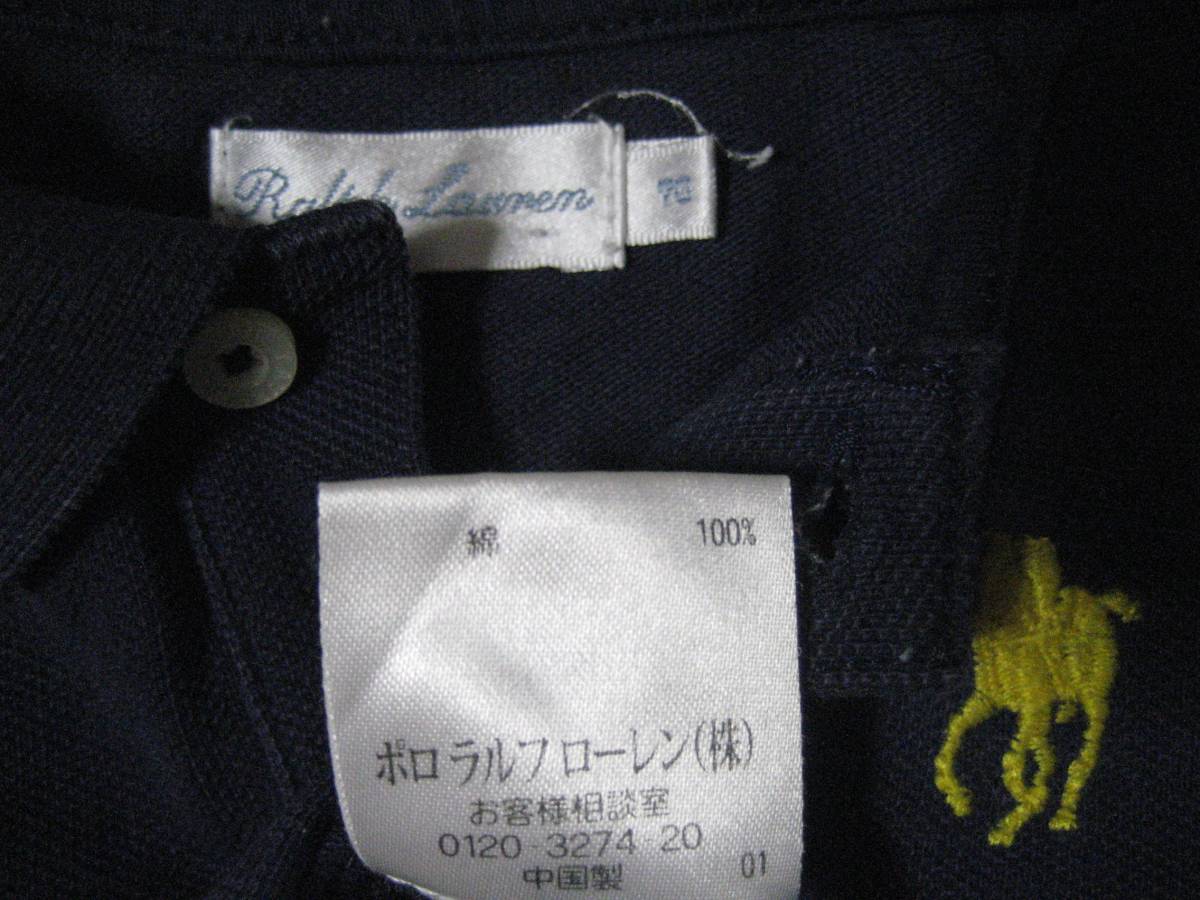 Ralph Lauren
70
綿 100%
ポロ ラルフ ローレン(株)
お客様相談室
0120-3274-20
中国製 01